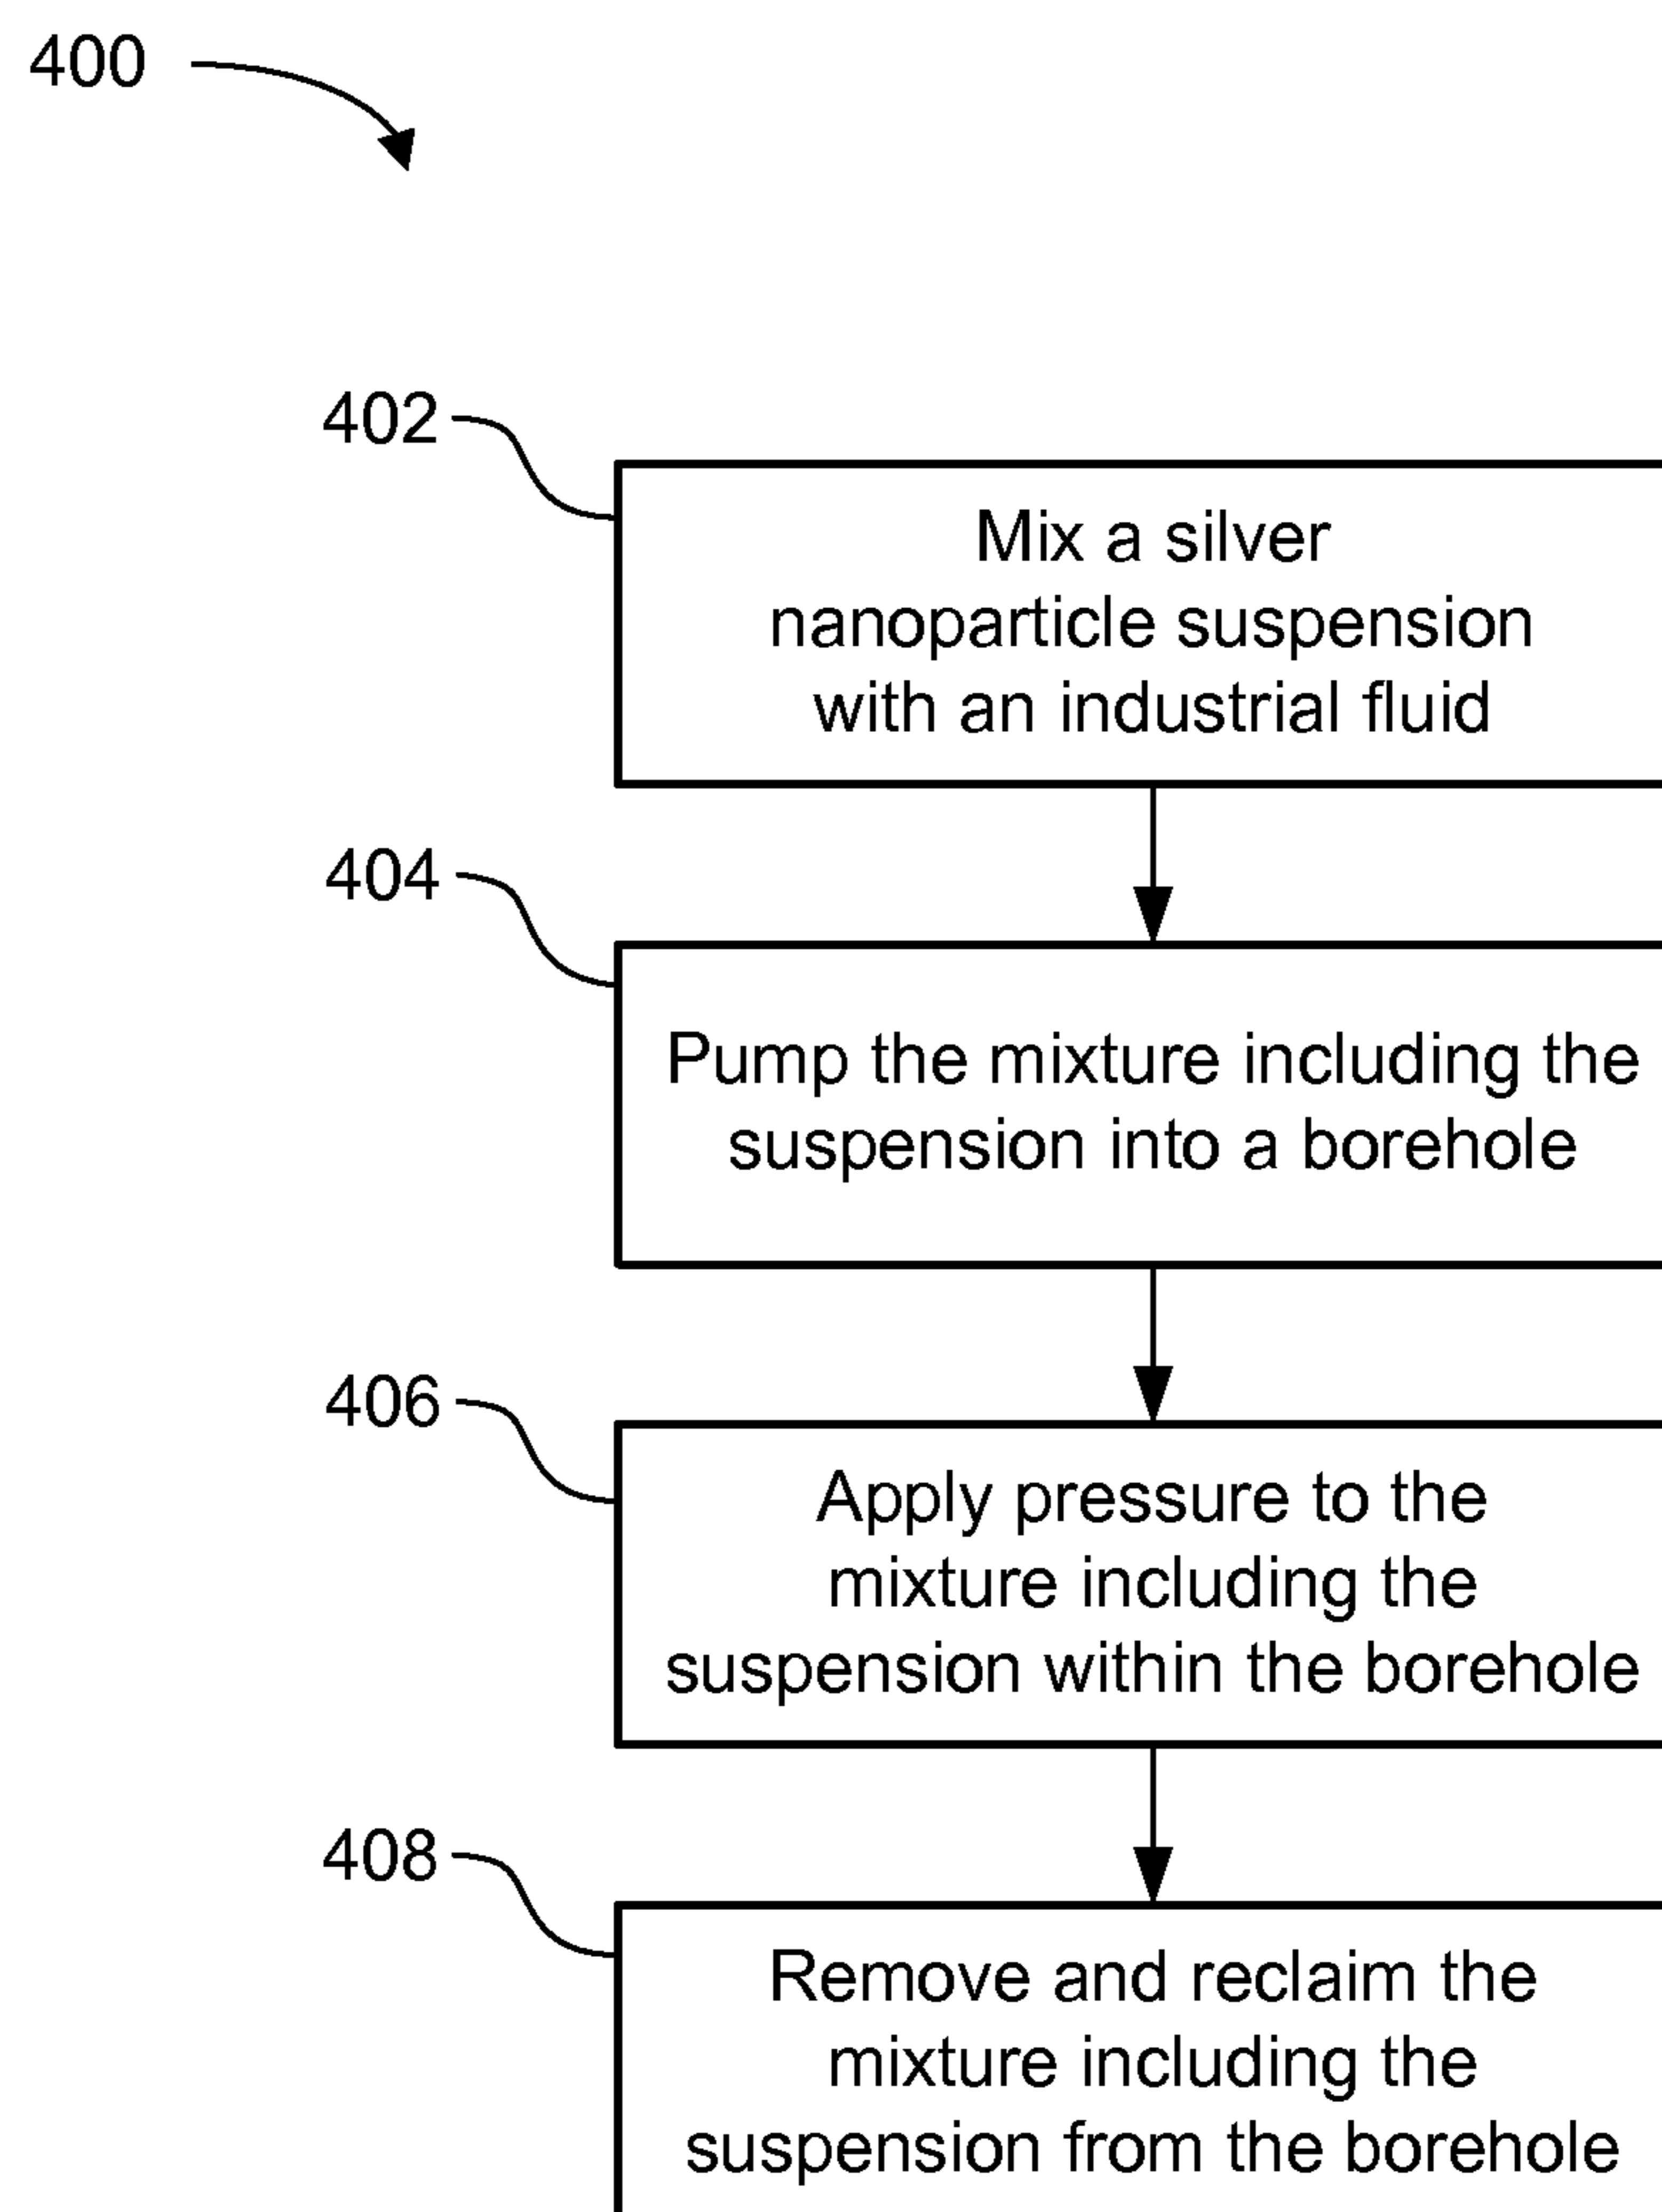 400
402
Mix a silver
nanoparticle suspension
with an industrial fluid
404
Pump the mixture including the
suspension into a borehole
406
Apply pressure to the
mixture including the
suspension within the borehole
408
Remove and reclaim the
mixture including the
suspension from the borehole